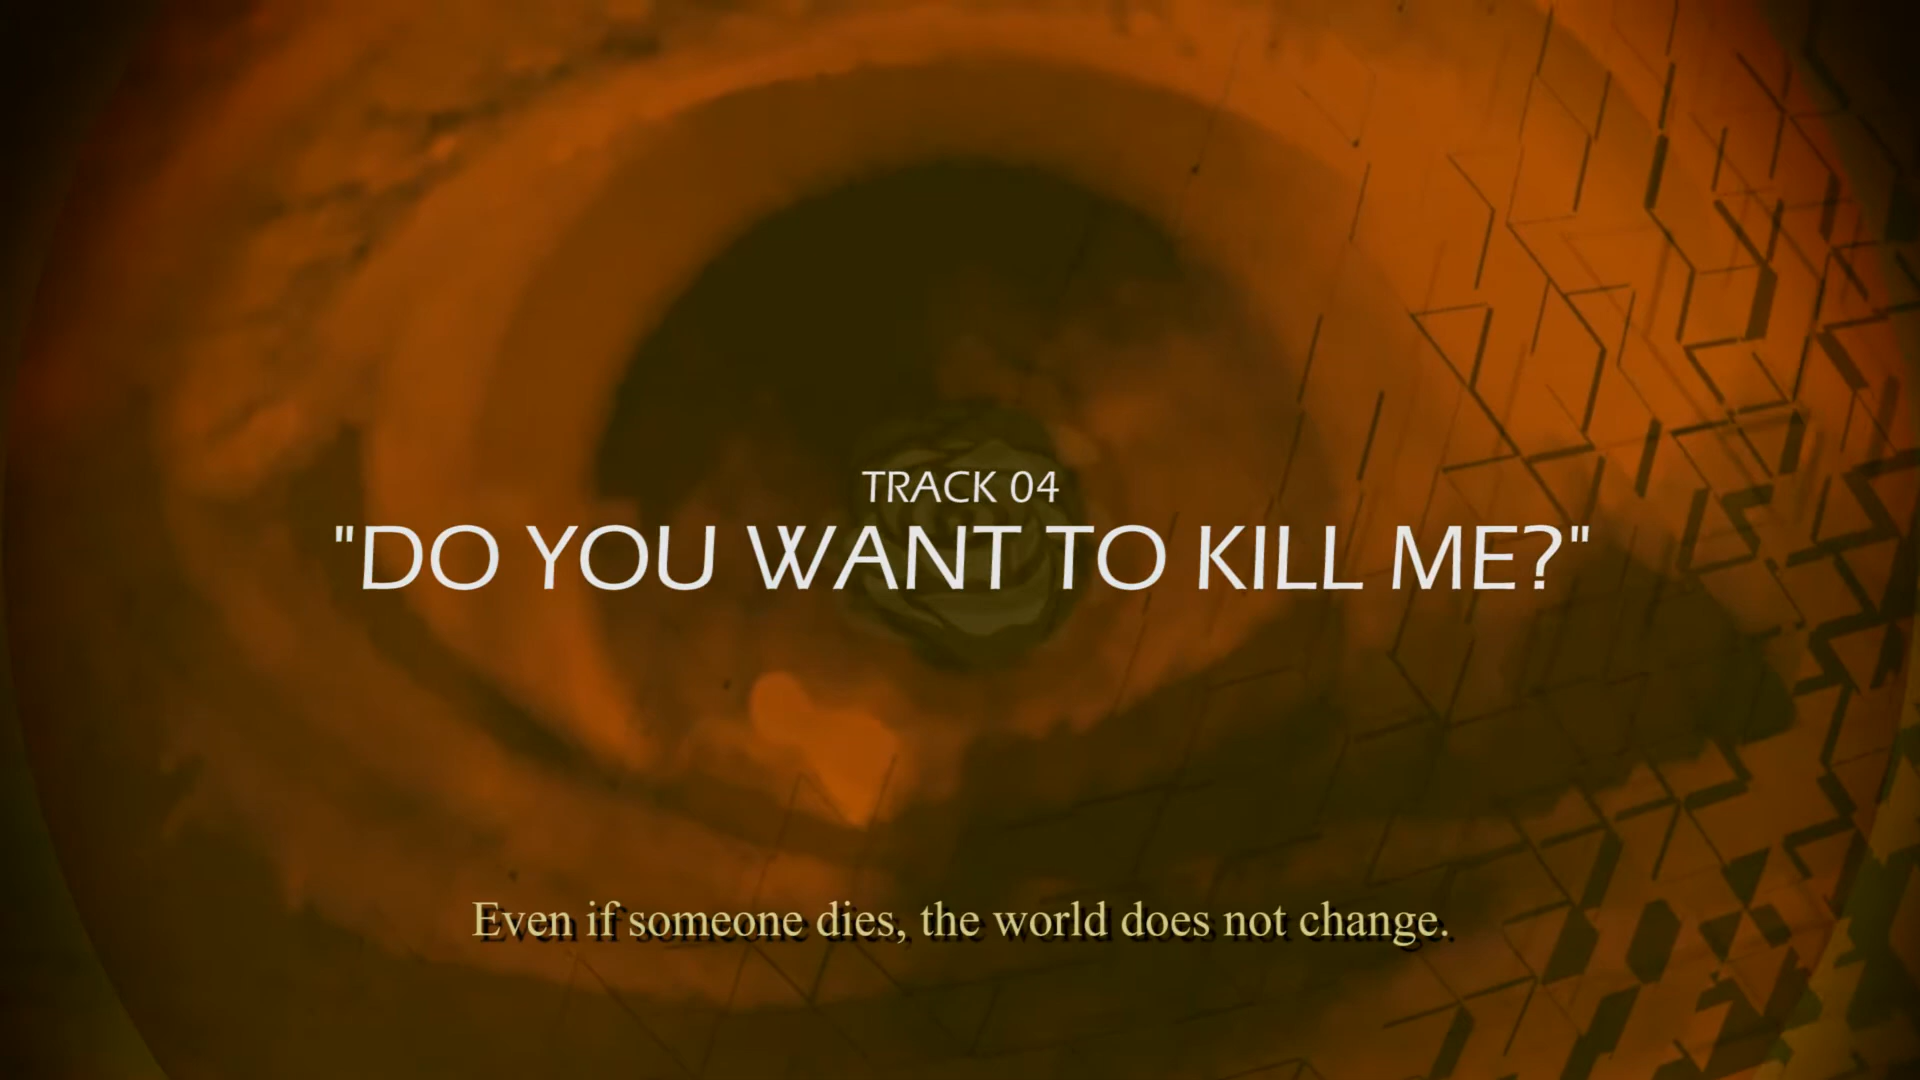 TRACK 04
"DO YOU WANT TO KILL ME?"
Even if someone dies, the world does not change.